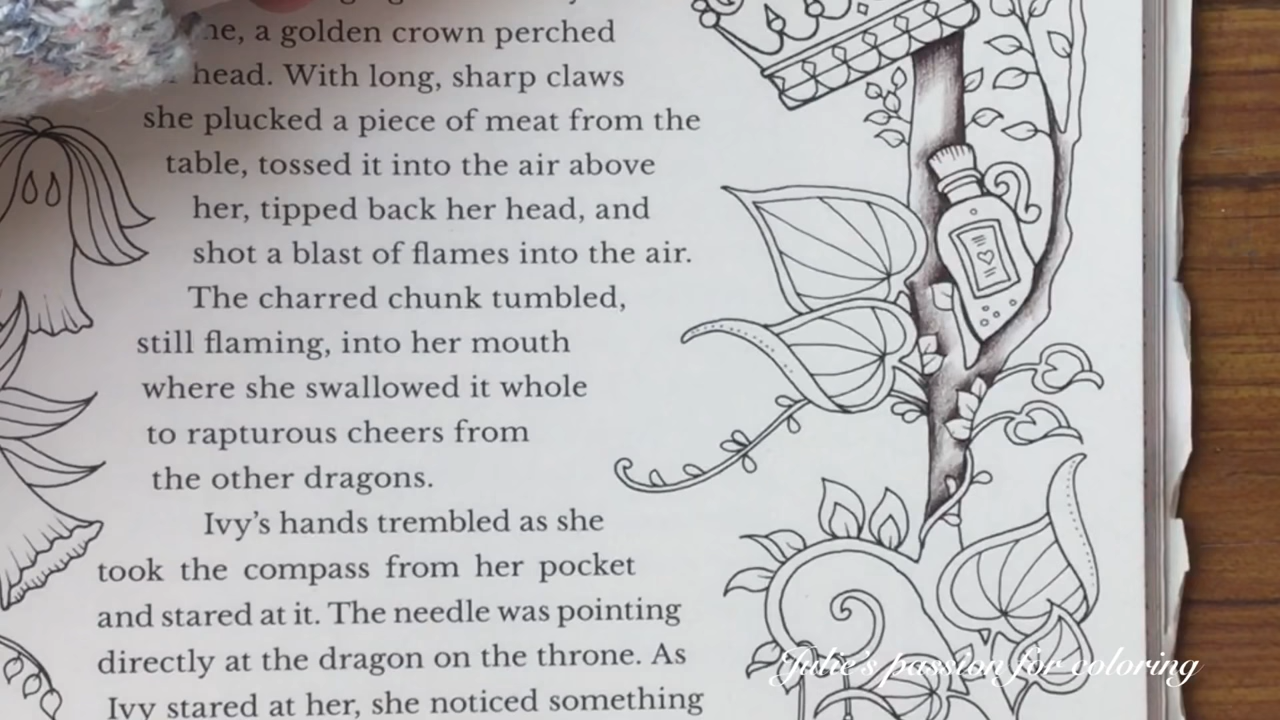 a golden crown perched
head. With long, sharp claws
she plucked a piece of meat from the
table, tossed it into the air above
her, tipped back her head, and
shot a blast of flames into the air.
The charred chunk tumbled,
still flaming, into her mouth
where she swallowed it whole
to rapturous cheers from
the other dragons.
Ivy's hands trembled as she
took the compass from her pocket
and stared at it. The needle was pointing
directly at the dragon on the throne. As
Ivy stared at her, she noticed something
Julie's passion for coloring